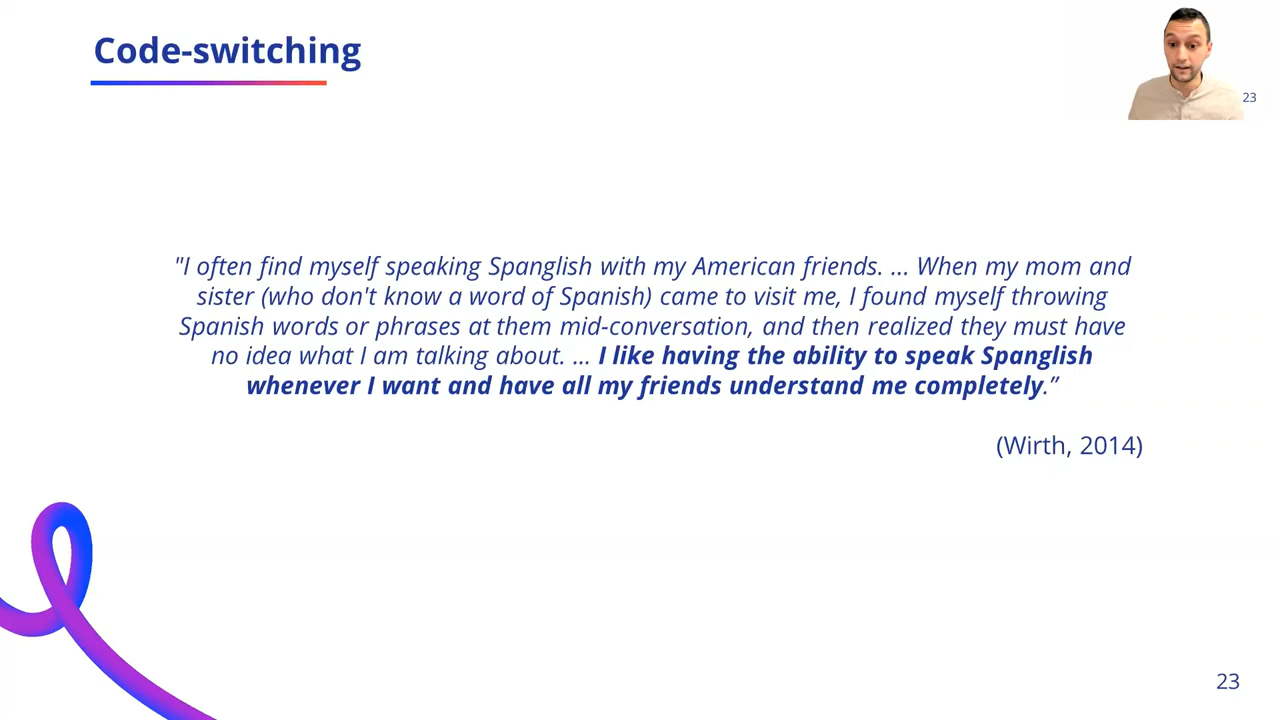 Code-switching
23
"I often find myself speaking Spanglish with my American friends. ... When my mom and
sister (who don't know a word of Spanish) came to visit me, I found myself throwing
Spanish words or phrases at them mid-conversation, and then realized they must have
no idea what I am talking about. ... I like having the ability to speak Spanglish
whenever I want and have all my friends understand me completely.”
(Wirth, 2014)
23